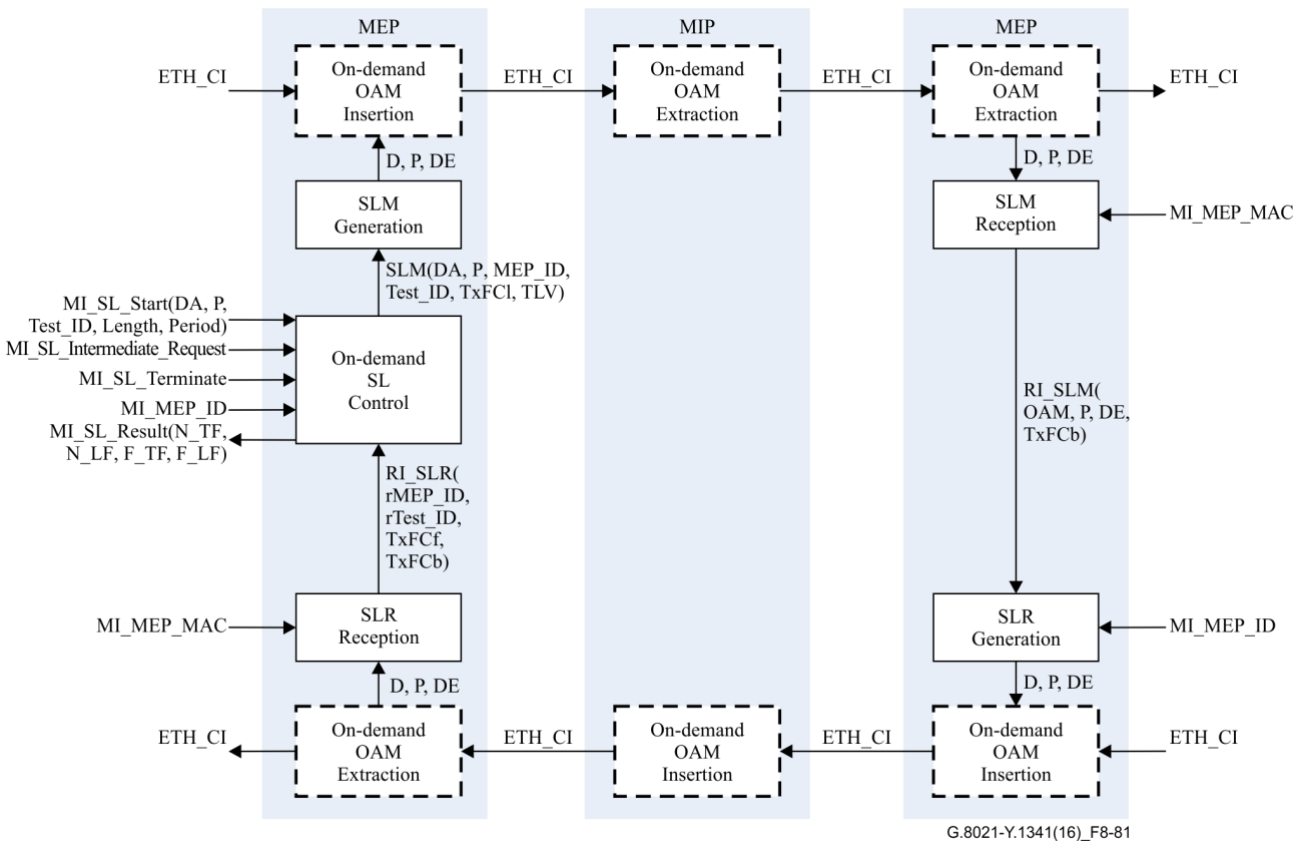 MEP
MIP
MEP
ETH_CI
On-demand
OAM
Insertion
ETH_CI
On-demand
OAM
Extraction
ETH_CI
On-demand
OAM
Extraction
ETH_CI
D, P, DE
D, P, DE
SLM
Generation
SLM
Reception
MI_MEP_MAC
SLM(DA, P, MEP_ID,
Test_ID, TxFCl, TLV)
MI_SL_Start(DA, P,
Test_ID, Length, Period)
MI_SL_Intermediate_Request
MI_SL_Terminate
MI_MEP_ID
MI_SL_Result(N_TF,
N_LF, F_TF, F_LF)
On-demand
SL
Control
RI_SLM(
OAM, P, DE,
TxFCb)
RI_SLR(
rMEP_ID,
rTest_ID,
TxFCf,
TxFCb)
MI_MEP_MAC
SLR
Reception
SLR
Generation
MI_MEP_ID
D, P, DE
D, P, DE
ETH_CI
On-demand
OAM
Extraction
ETH_CI
On-demand
OAM
Insertion
ETH_CI
On-demand
OAM
Insertion
ETH_CI
G.8021-Y.1341(16)_F8-81